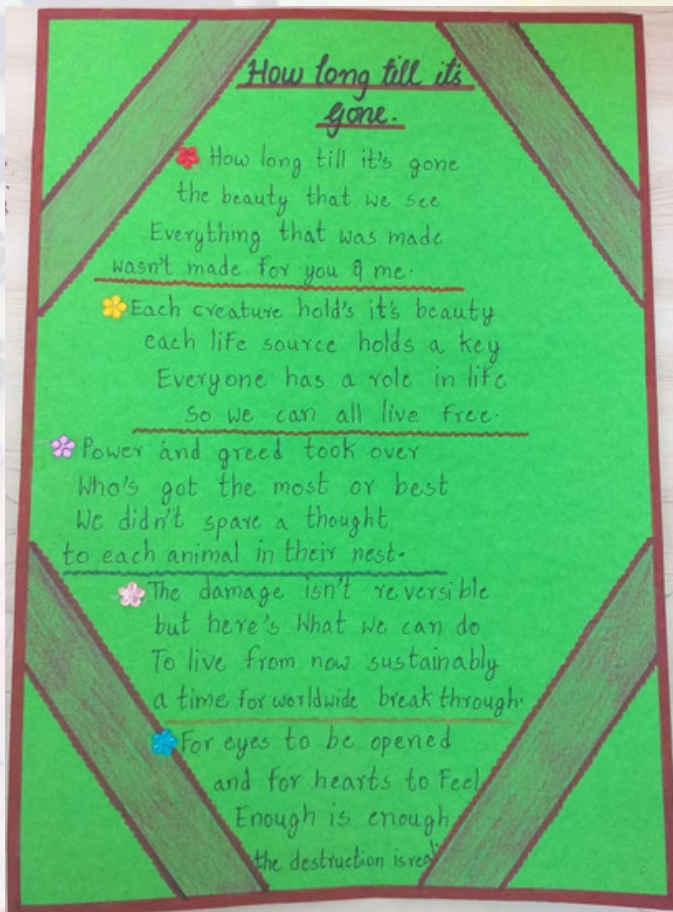 How long till it's
gone.
How long till it's gone
the beauty that we see
Everything that was made
wasn't made for you & me.
Each creature hold's it's beauty
each life source holds a key
Everyone has a role in life
so we can all live free.
Power and greed took over
Who's got the most or best
We didn't spare a thought
to each animal in their nest.
The damage isn't reversible
but here's What we can do
To live from now sustainably
a time for worldwide break through.
For eyes to be opened
and for hearts to Feel
Enough is enough
the destruction is real